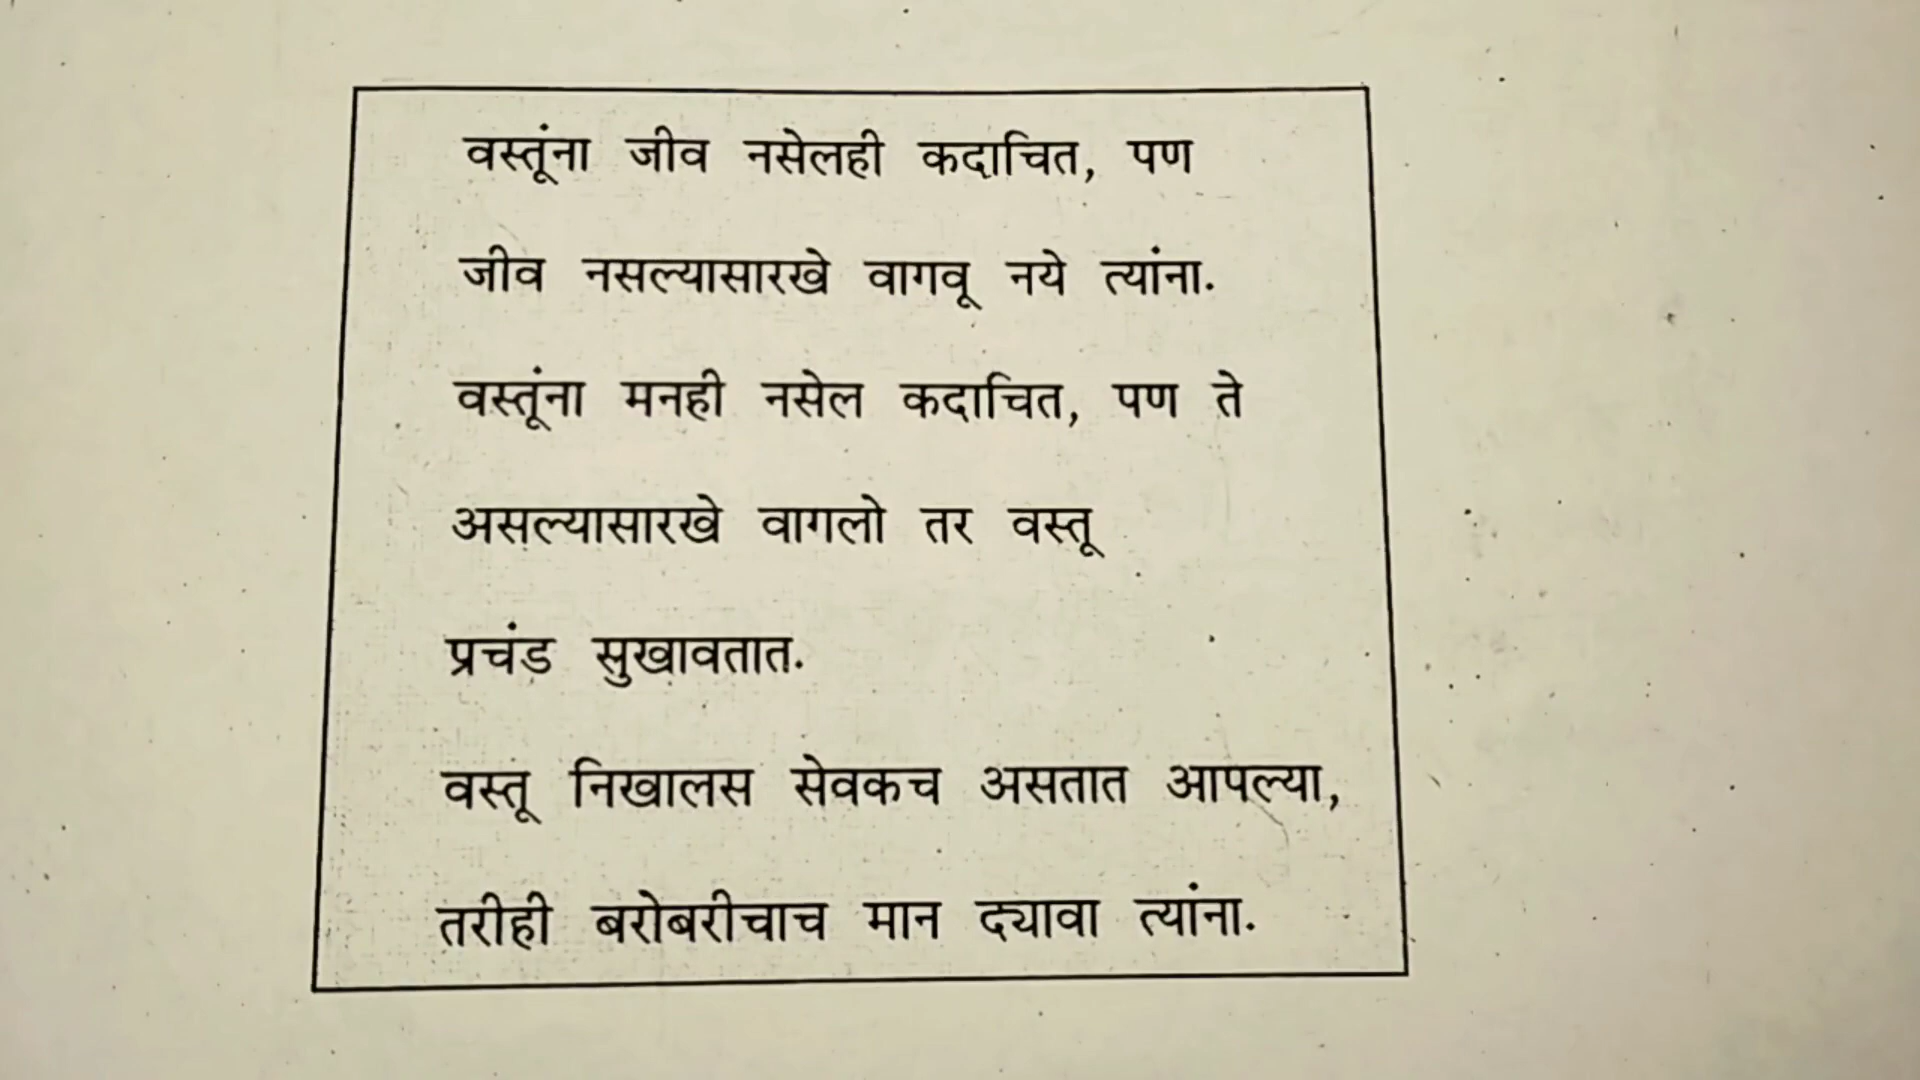 वस्तूंना जीव नसेलही कदाचित, पण
जीव नसल्यासारखे वागवू नये त्यांना.
वस्तूंना मनही नसेल कदाचित, पण ते
असल्यासारखे वागलो तर वस्तू
प्रचंड सुखावतात.
वस्तू निखालस सेवकच असतात आपल्या,
तरीही बरोबरीचाच मान द्यावा त्यांना.